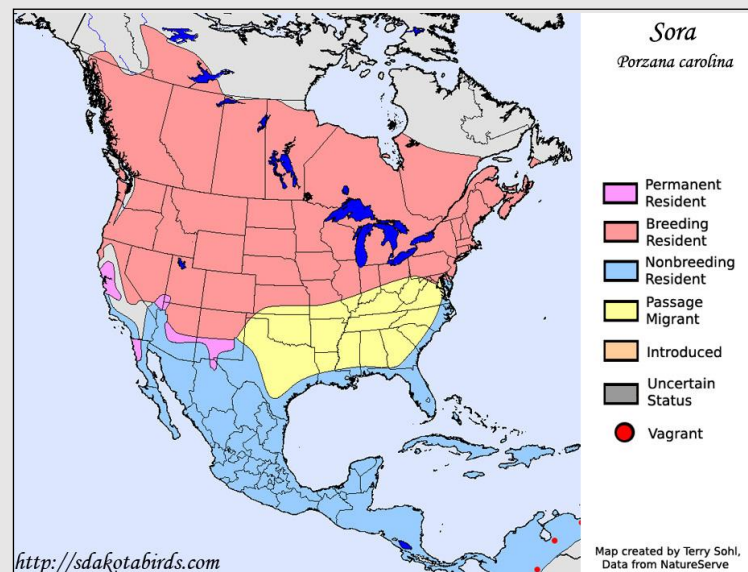 Sora
Porzana carolina
Permanent
Resident
Breeding
Resident
Nonbreeding
Resident
Passage
Migrant
Introduced
Uncertain
Status
Vagrant
http://sdakotabirds.com
Map created by Terry Sohl,
Data from NatureServe